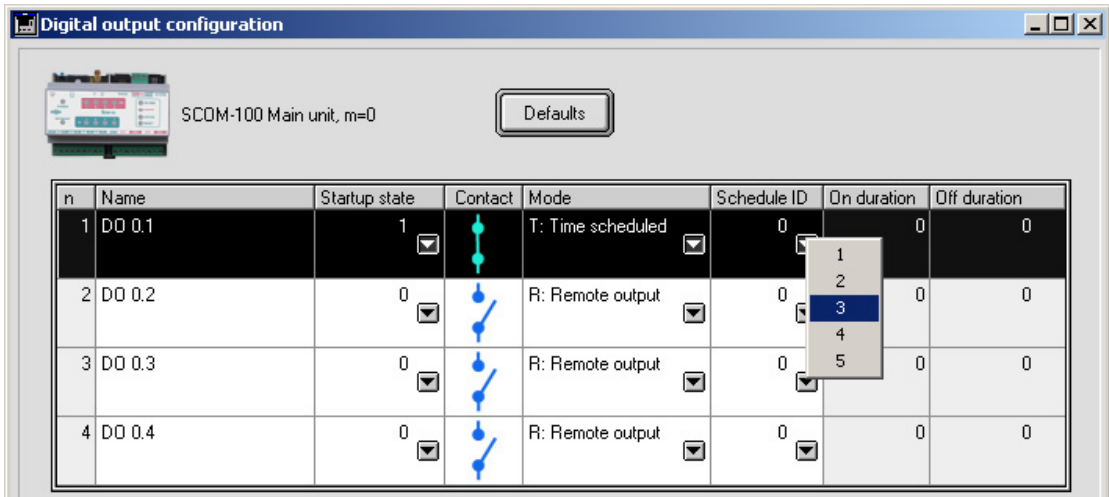 Digital output configuration
SCOM-100 Main unit, m=0
Defaults
n Name Startup state Contact Mode Schedule ID On duration Off duration
1 DO 0.1 1 T: Time scheduled 0 0 0
1
2
3
4
5
2 DO 0.2 0 R: Remote output 0 0 0
3 DO 0.3 0 R: Remote output 0 0 0
4 DO 0.4 0 R: Remote output 0 0 0